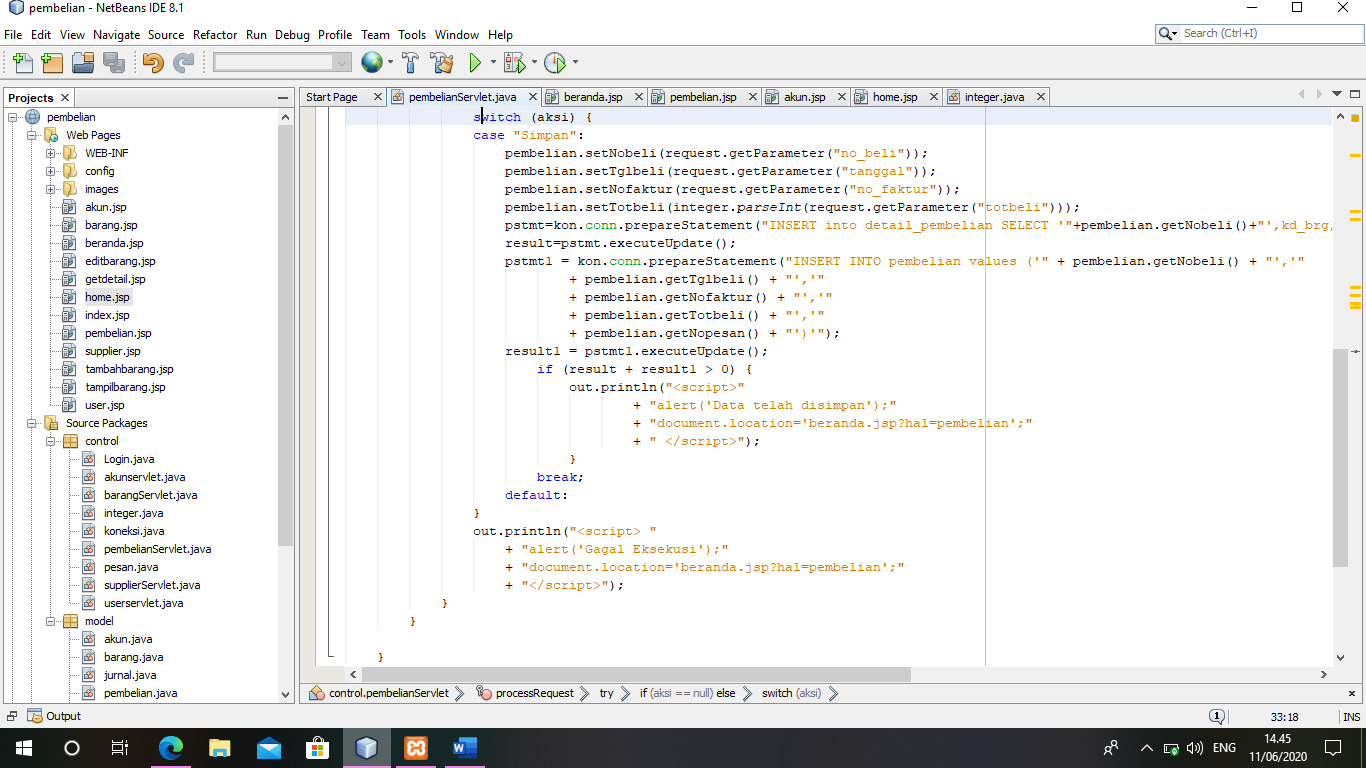 pembelian - NetBeans IDE 8.1
File Edit View Navigate Source Refactor Run Debug Profile Team Tools Window Help
Search (Ctrl+I)
Projects
pembelian
Web Pages
WEB-INF
config
images
akun.jsp
barang.jsp
beranda.jsp
editbarang.jsp
getdetail.jsp
home.jsp
index.jsp
pembelian.jsp
supplier.jsp
tambahbarang.jsp
tampilbarang.jsp
user.jsp
Source Packages
control
Login.java
akunservlet.java
barangServlet.java
integer.java
koneksi.java
pembelianServlet.java
pesan.java
supplierServlet.java
userservlet.java
model
akun.java
barang.java
jurnal.java
pembelian.java
Start Page pembelianServlet.java beranda.jsp pembelian.jsp akun.jsp home.jsp integer.java
switch (aksi) {
case "Simpan":
pembelian.setNobeli(request.getParameter("no_beli"));
pembelian.setTglbeli(request.getParameter("tanggal"));
pembelian.setNofaktur(request.getParameter("no_faktur"));
pembelian.setTotbeli(integer.parseInt(request.getParameter("totbeli")));
pstmt=kon.conn.prepareStatement("INSERT into detail_pembelian SELECT '"+pembelian.getNobeli()+"',kd_brg,
result=pstmt.executeUpdate();
pstmt1 = kon.conn.prepareStatement("INSERT INTO pembelian values ('" + pembelian.getNobeli() + "','"
+ pembelian.getTglbeli() + "','"
+ pembelian.getNofaktur() + "','"
+ pembelian.getTotbeli() + "','"
+ pembelian.getNopesan() + "')'");
result1 = pstmt1.executeUpdate();
if (result + result1 > 0) {
out.println("<script>"
+ "alert('Data telah disimpan');"
+ "document.location='beranda.jsp?hal=pembelian';"
+ " </script>");
}
break;
default:
}
out.println("<script> "
+ "alert('Gagal Eksekusi');"
+ "document.location='beranda.jsp?hal=pembelian';"
+ "</script>");
}
}
}
control.pembelianServlet processRequest try if (aksi == null) else switch (aksi)
Output
1
33:18
INS
ENG
14.45
11/06/2020